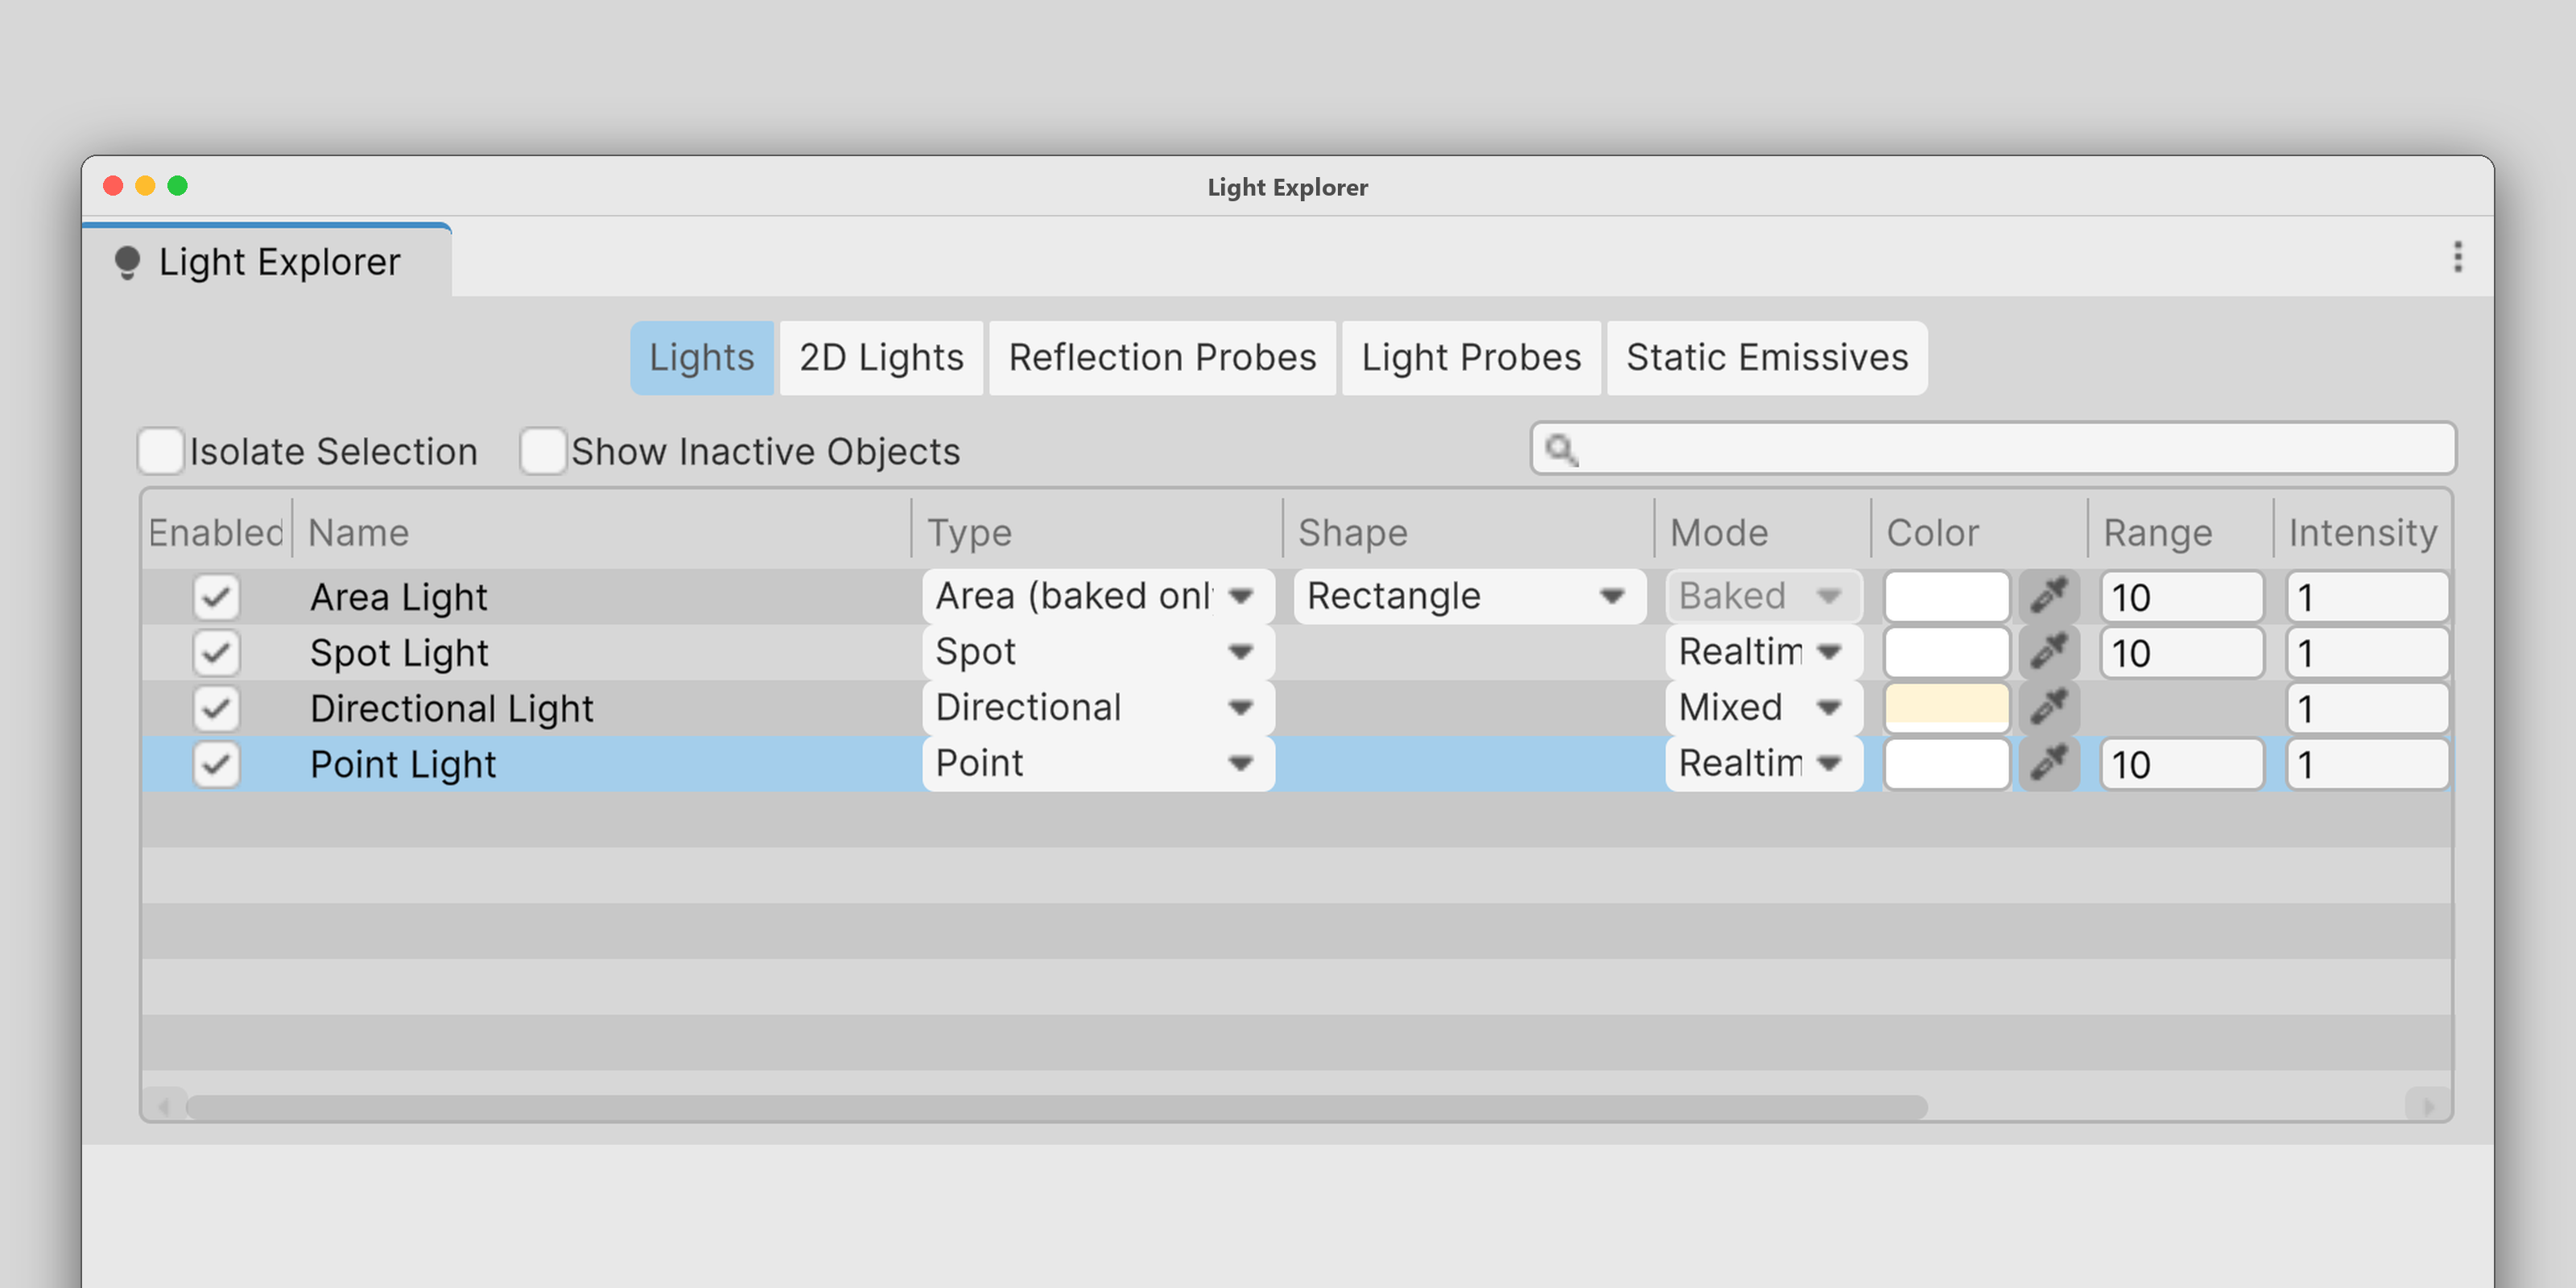 Light Explorer
Light Explorer
Lights 2D Lights Reflection Probes Light Probes Static Emissives
Isolate Selection Show Inactive Objects
Enabled Name Type Shape Mode Color Range Intensity
Area Light Area (baked onl Rectangle Baked 10 1
Spot Light Spot Realtim 10 1
Directional Light Directional Mixed 1
Point Light Point Realtim 10 1